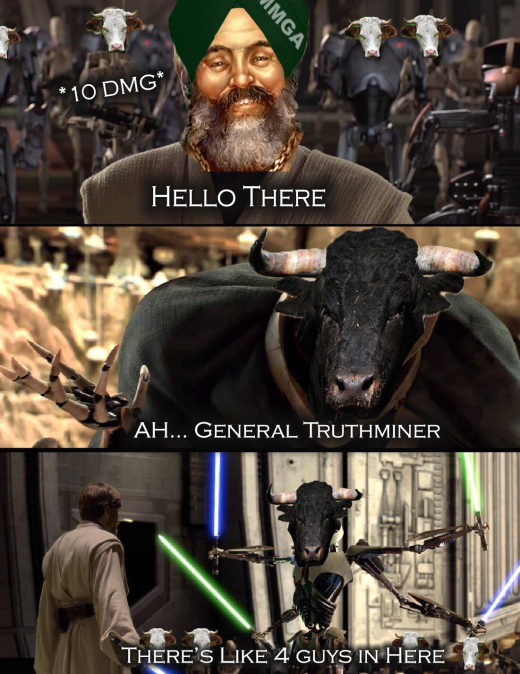 MMGA
*10 DMG*
HELLO THERE
AH... GENERAL TRUTHMINER
THERE'S LIKE 4 GUYS IN HERE